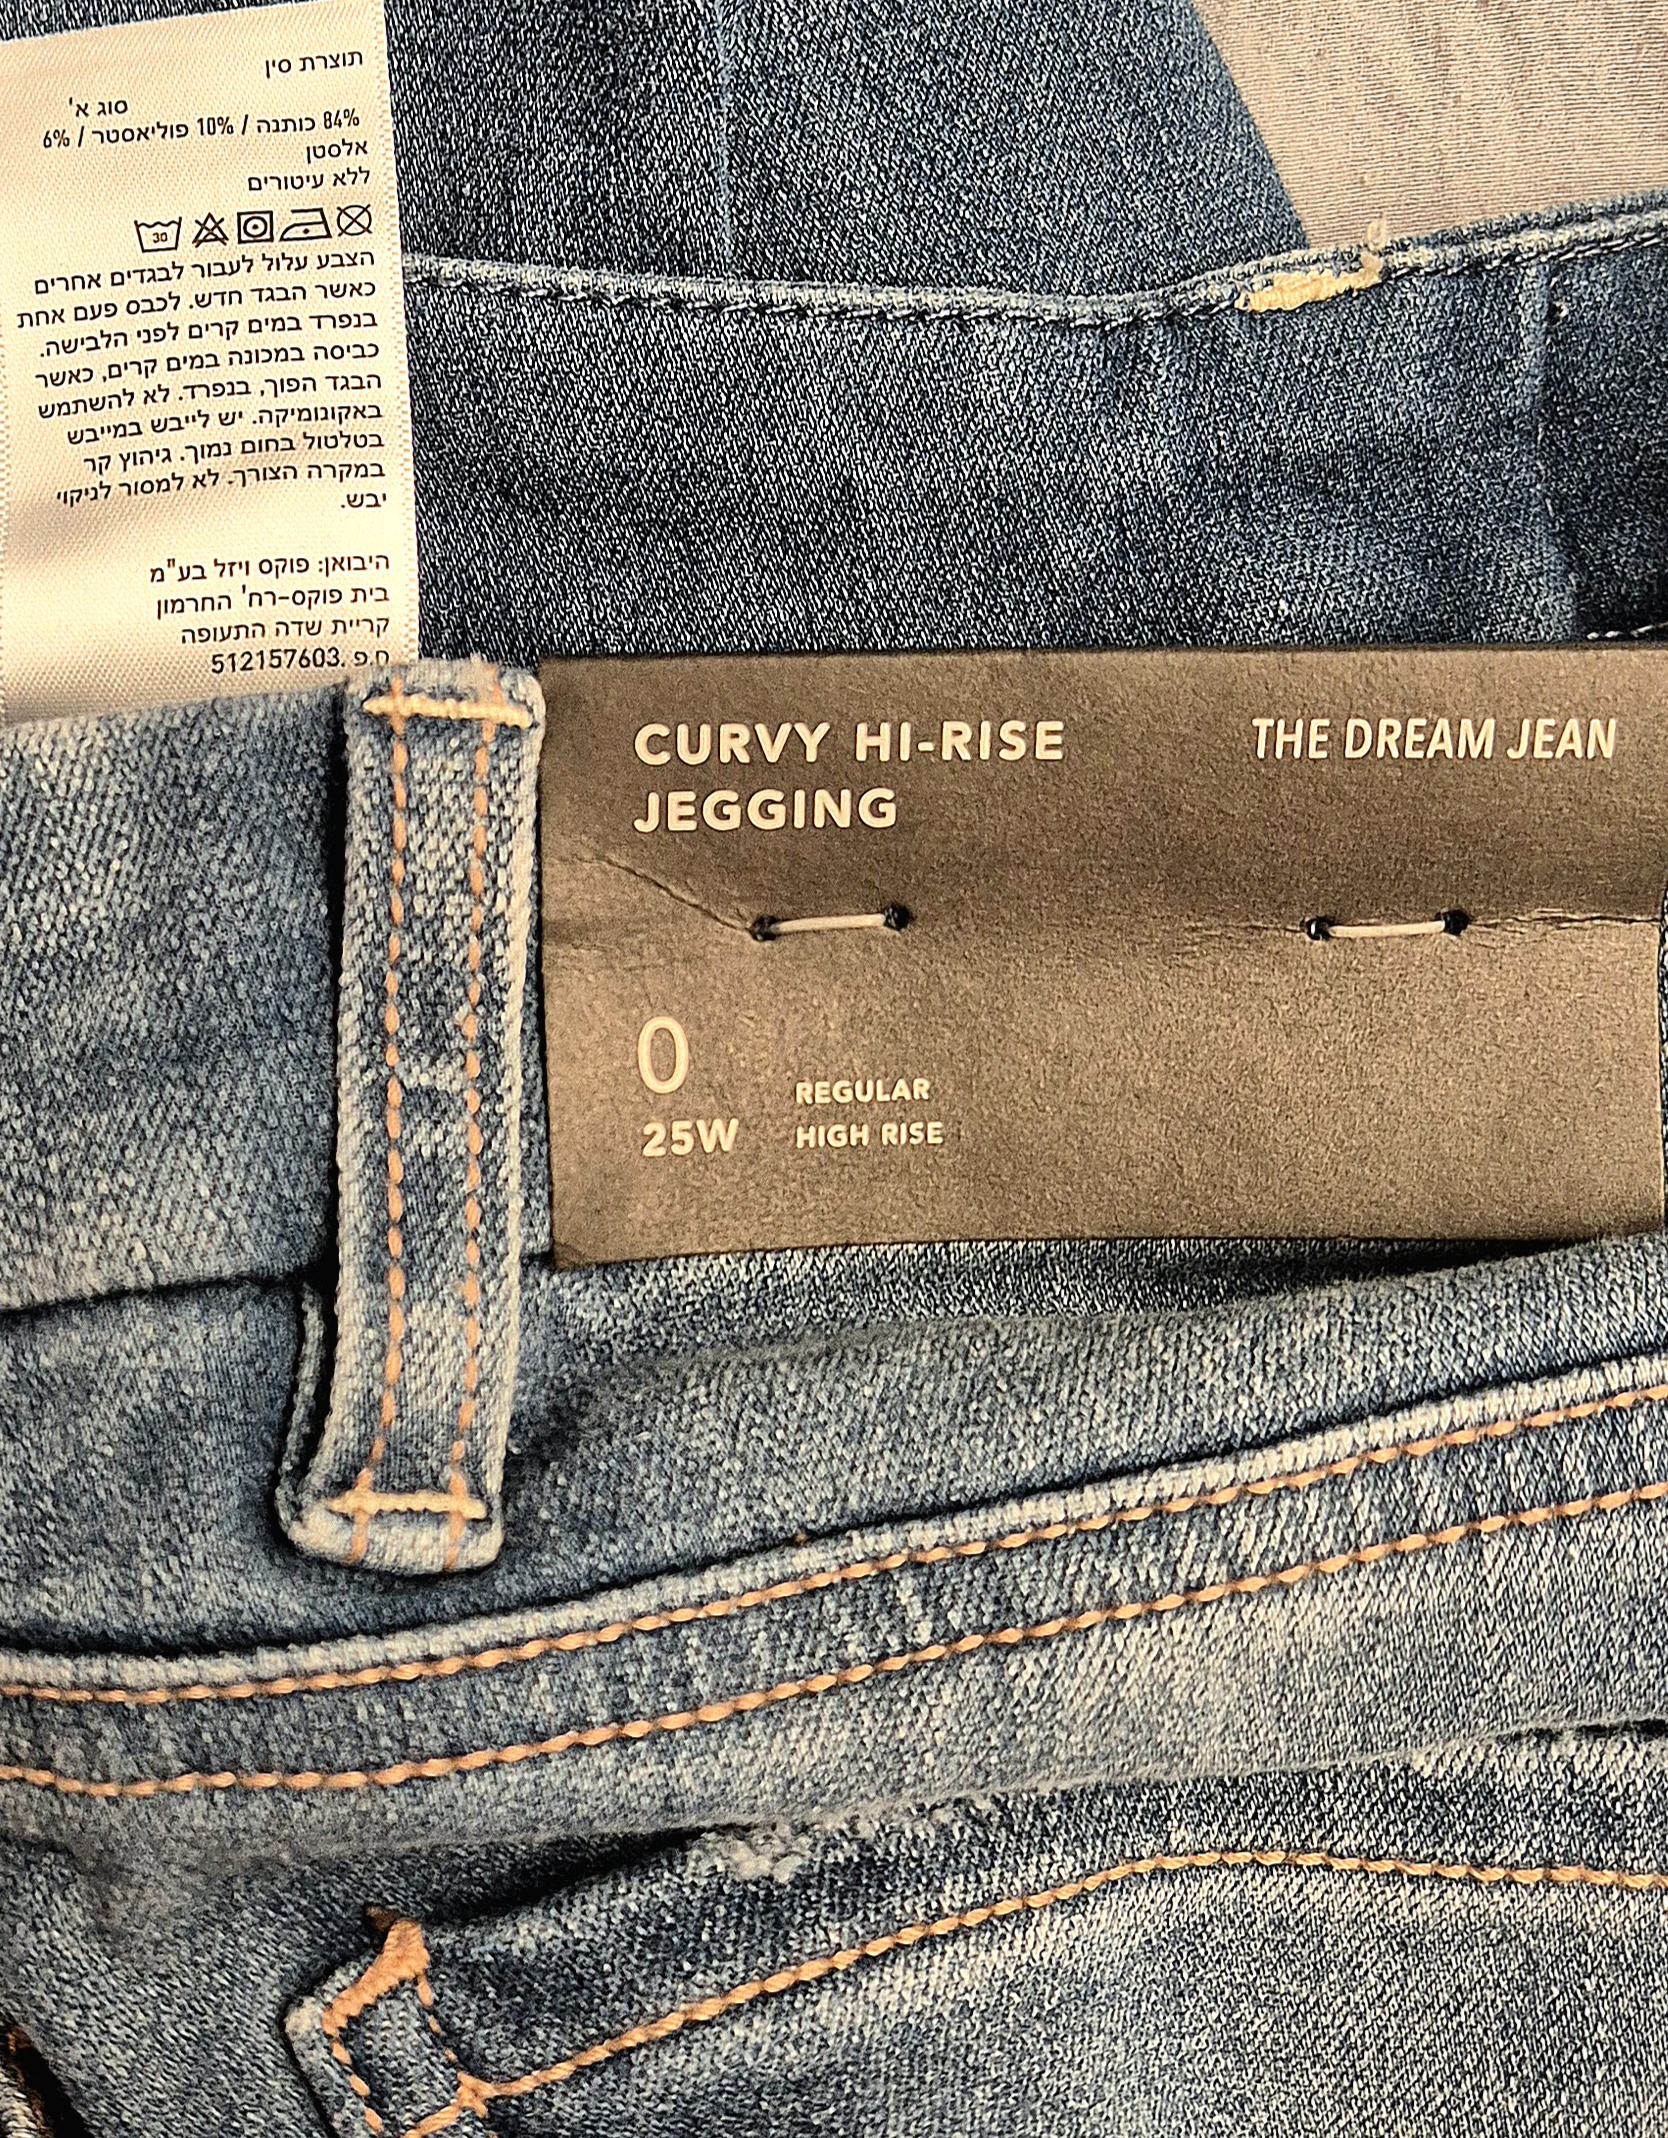 תוצרת סין
סוג א'
84% כותנה / 10% פוליאסטר / 6%
אלסטן
ללא עיטורים
30
הצבע עלול לעבור לבגדים אחרים
כאשר הבגד חדש. לכבס פעם אחת
בנפרד במים קרים לפני הלבישה.
כביסה במכונה במים קרים, כאשר
הבגד הפוך, בנפרד. לא להשתמש
באקונומיקה. יש לייבש במייבש
בטלטול בחום נמוך. גיהוץ קר
במקרה הצורך. לא למסור לניקוי
יבש.
היבואן: פוקס ויזל בע"מ
בית פוקס-רח' החרמון
קריית שדה התעופה
ח.פ. 512157603
CURVY HI-RISE
JEGGING
THE DREAM JEAN
0
25W
REGULAR
HIGH RISE